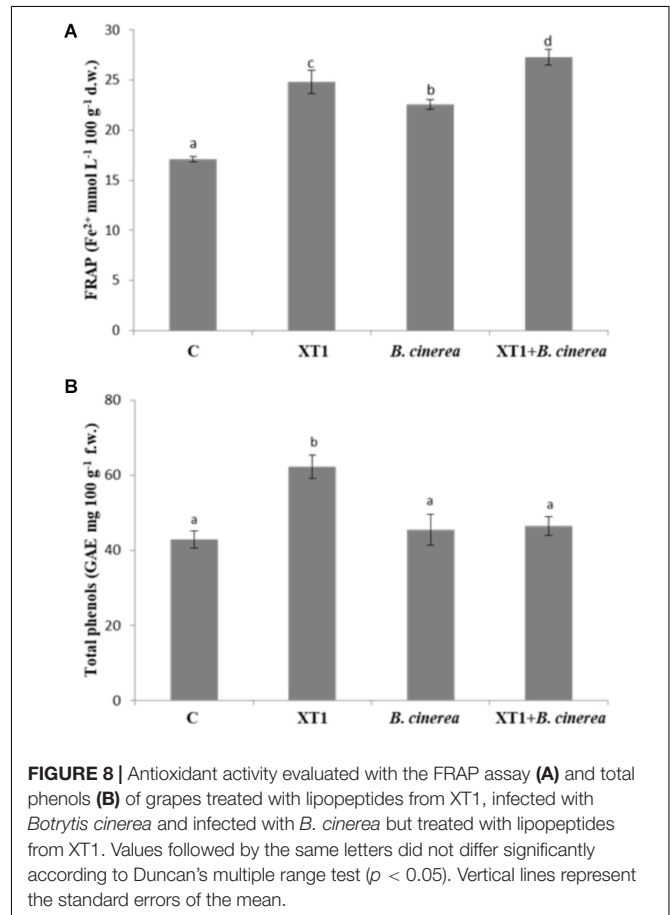 A
FRAP (Fe²⁺ mmol L⁻¹ 100 g⁻¹ d.w.)
30
25
20
15
10
5
0
a
c
b
d
C
XT1
B. cinerea
XT1+B. cinerea
B
Total phenols (GAE mg 100 g⁻¹ f.w.)
80
60
40
20
0
a
b
a
a
C
XT1
B. cinerea
XT1+B. cinerea
FIGURE 8 | Antioxidant activity evaluated with the FRAP assay (A) and total
phenols (B) of grapes treated with lipopeptides from XT1, infected with
Botrytis cinerea and infected with B. cinerea but treated with lipopeptides
from XT1. Values followed by the same letters did not differ significantly
according to Duncan's multiple range test (p < 0.05). Vertical lines represent
the standard errors of the mean.